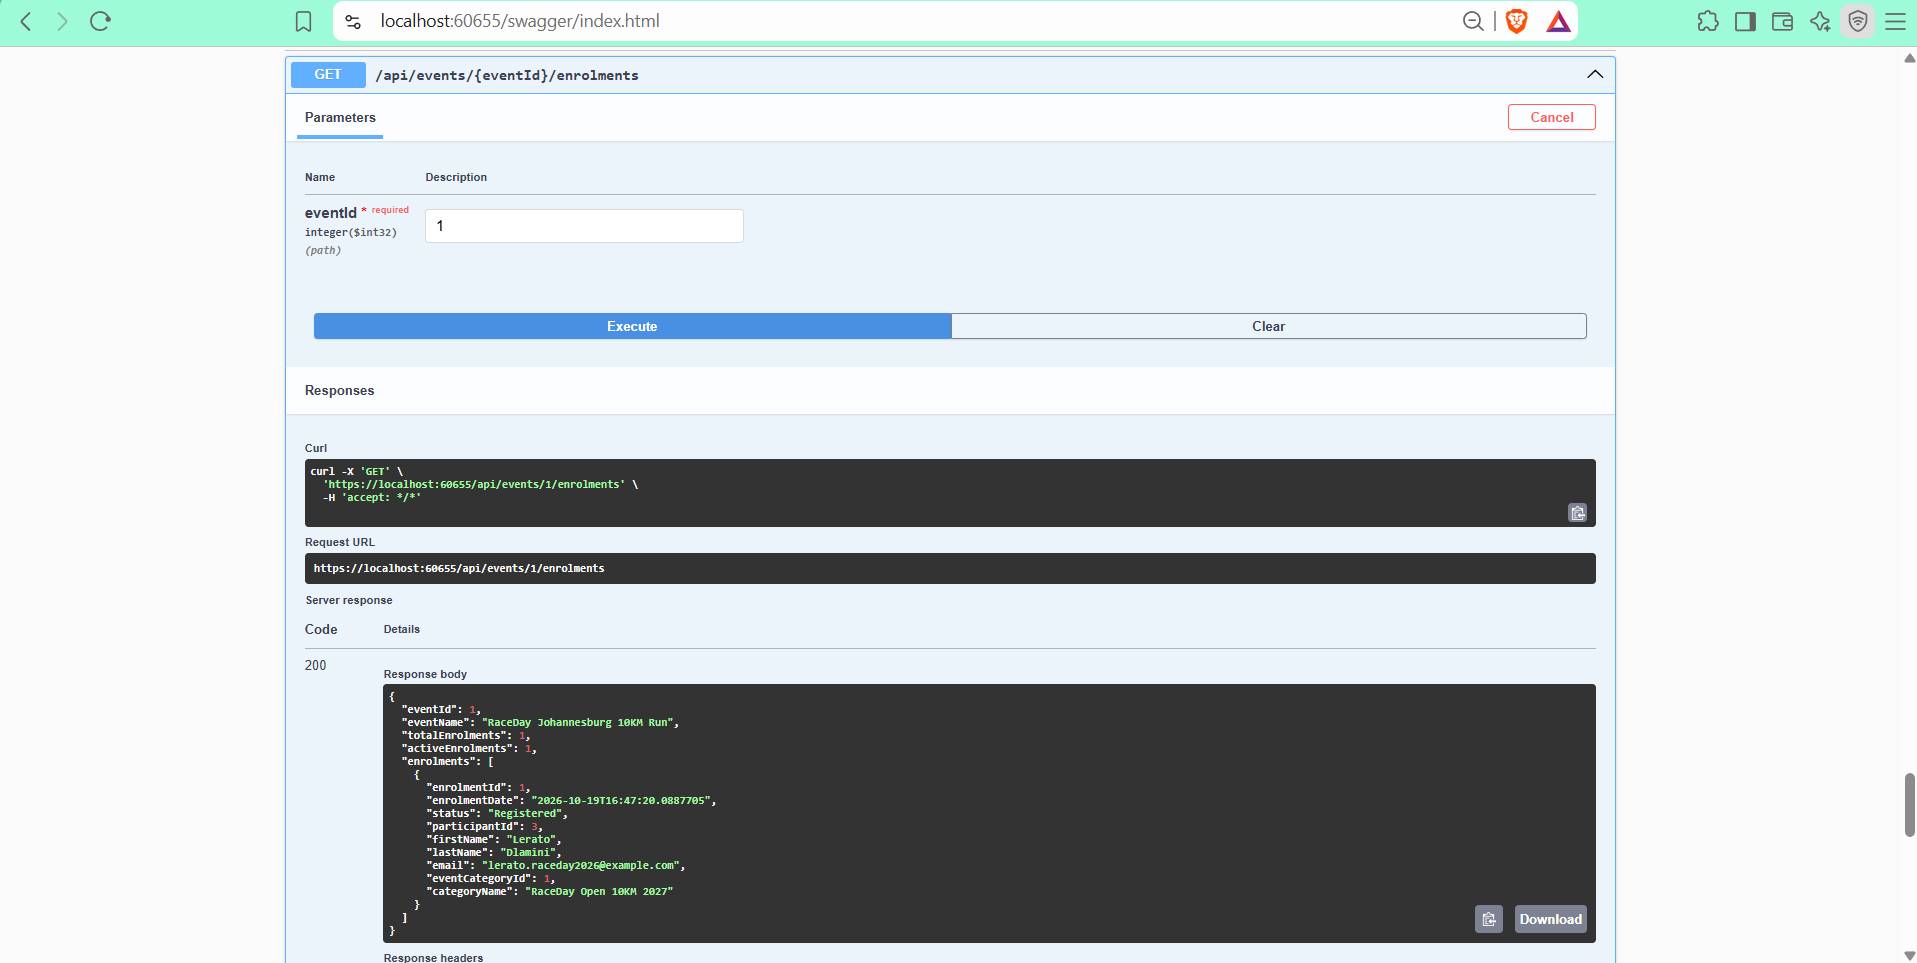 localhost:60655/swagger/index.html
GET /api/events/{eventId}/enrolments
Parameters
Cancel
Name Description
eventId * required
integer($int32)
(path)
1
Execute Clear
Responses
Curl
curl -X 'GET' \
'https://localhost:60655/api/events/1/enrolments' \
-H 'accept: */*'
Request URL
https://localhost:60655/api/events/1/enrolments
Server response
Code Details
200
Response body
{
"eventId": 1,
"eventName": "RaceDay Johannesburg 10KM Run",
"totalEnrolments": 1,
"activeEnrolments": 1,
"enrolments": [
{
"enrolmentId": 1,
"enrolmentDate": "2026-10-19T16:47:20.0887705",
"status": "Registered",
"participantId": 3,
"firstName": "Lerato",
"lastName": "Dlamini",
"email": "lerato.raceday2026@example.com",
"eventCategoryId": 1,
"categoryName": "RaceDay Open 10KM 2027"
}
]
}
Download
Response headers